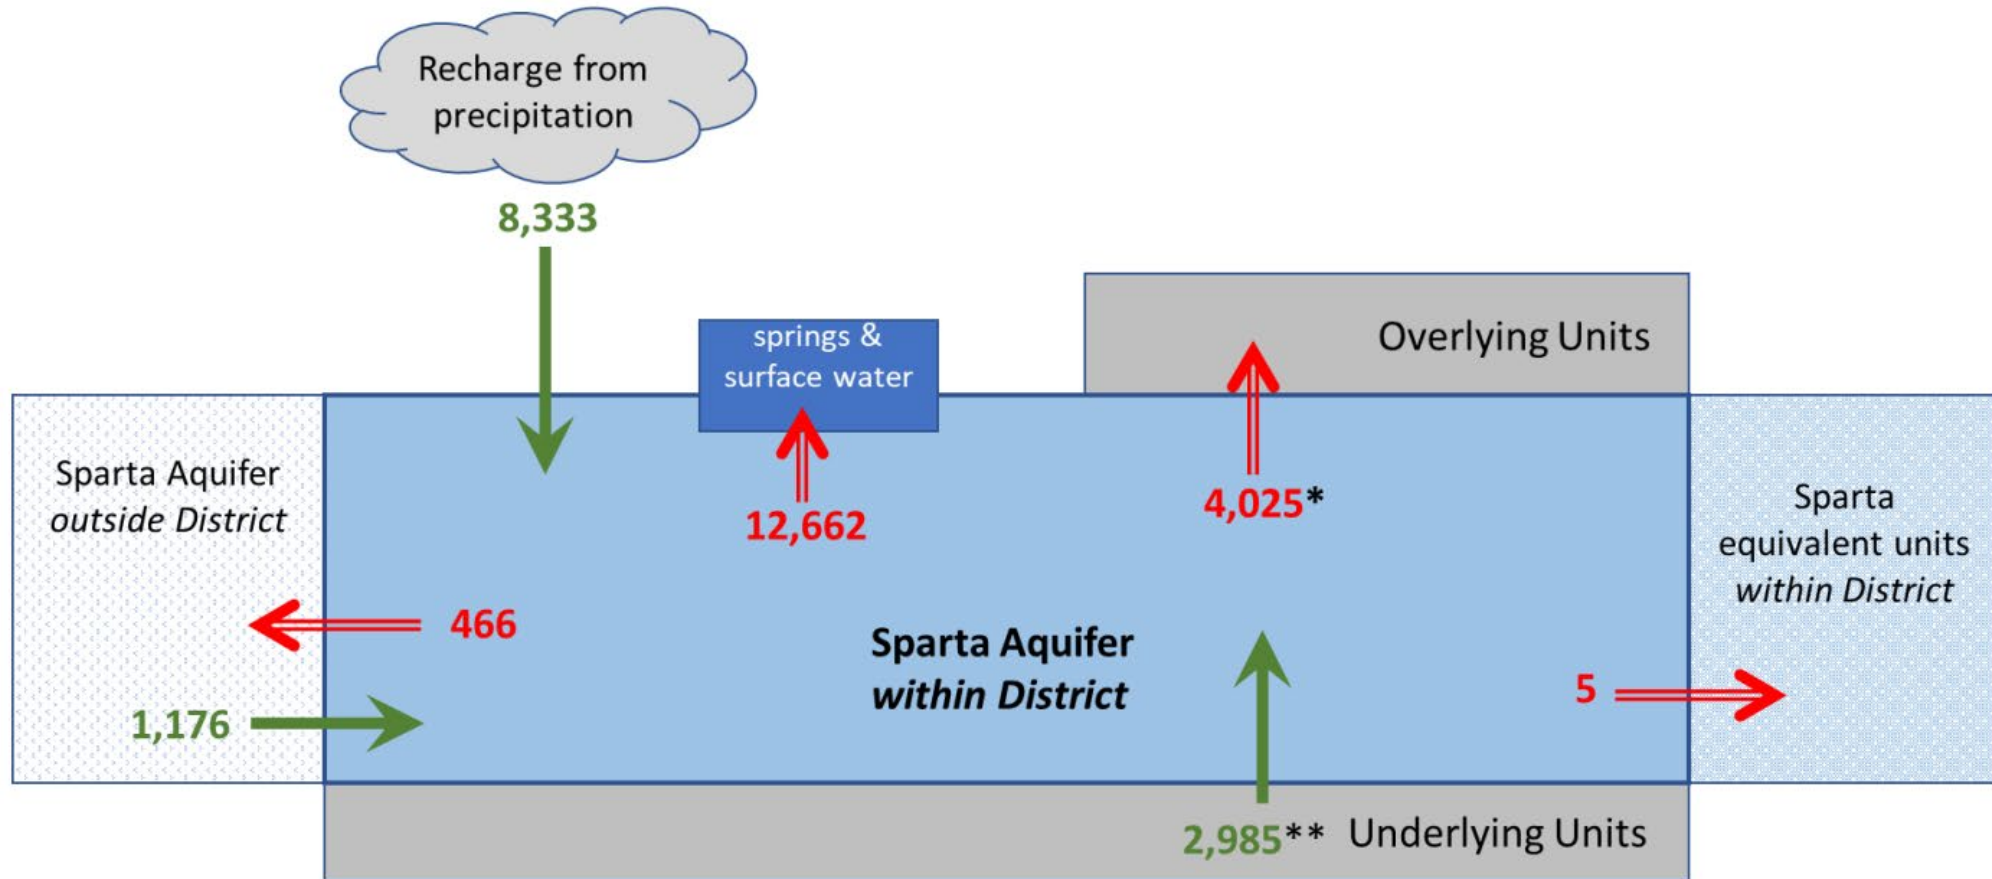 Recharge from
precipitation
8,333
springs &
surface water
Overlying Units
Sparta Aquifer
outside District
12,662
4,025*
Sparta
equivalent units
within District
466
Sparta Aquifer
within District
5
1,176
2,985** Underlying Units